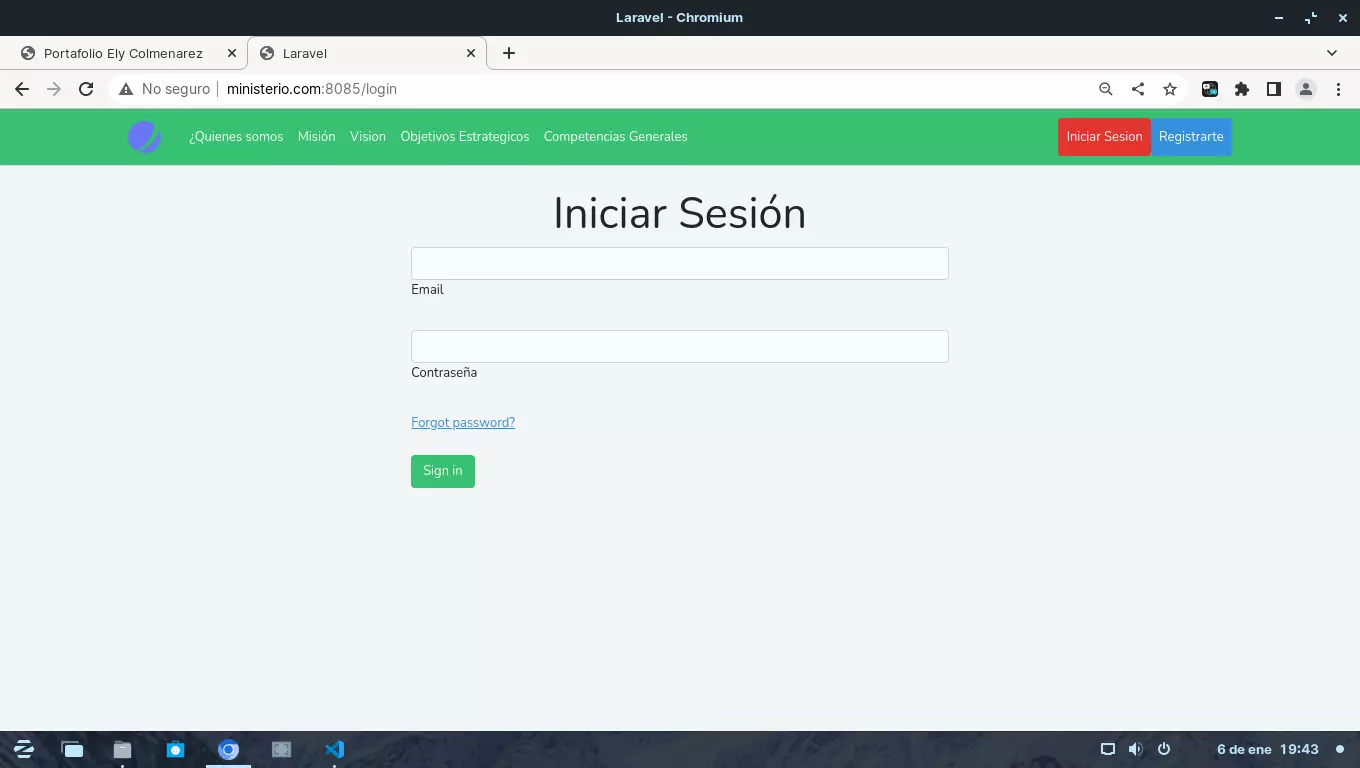 Laravel - Chromium
Portafolio Ely Colmenarez
Laravel
No seguro
ministerio.com:8085/login
¿Quienes somos Misión Vision Objetivos Estrategicos Competencias Generales
Iniciar Sesion Registrarte
Iniciar Sesión
Email
Contraseña
Forgot password?
Sign in
6 de ene 19:43